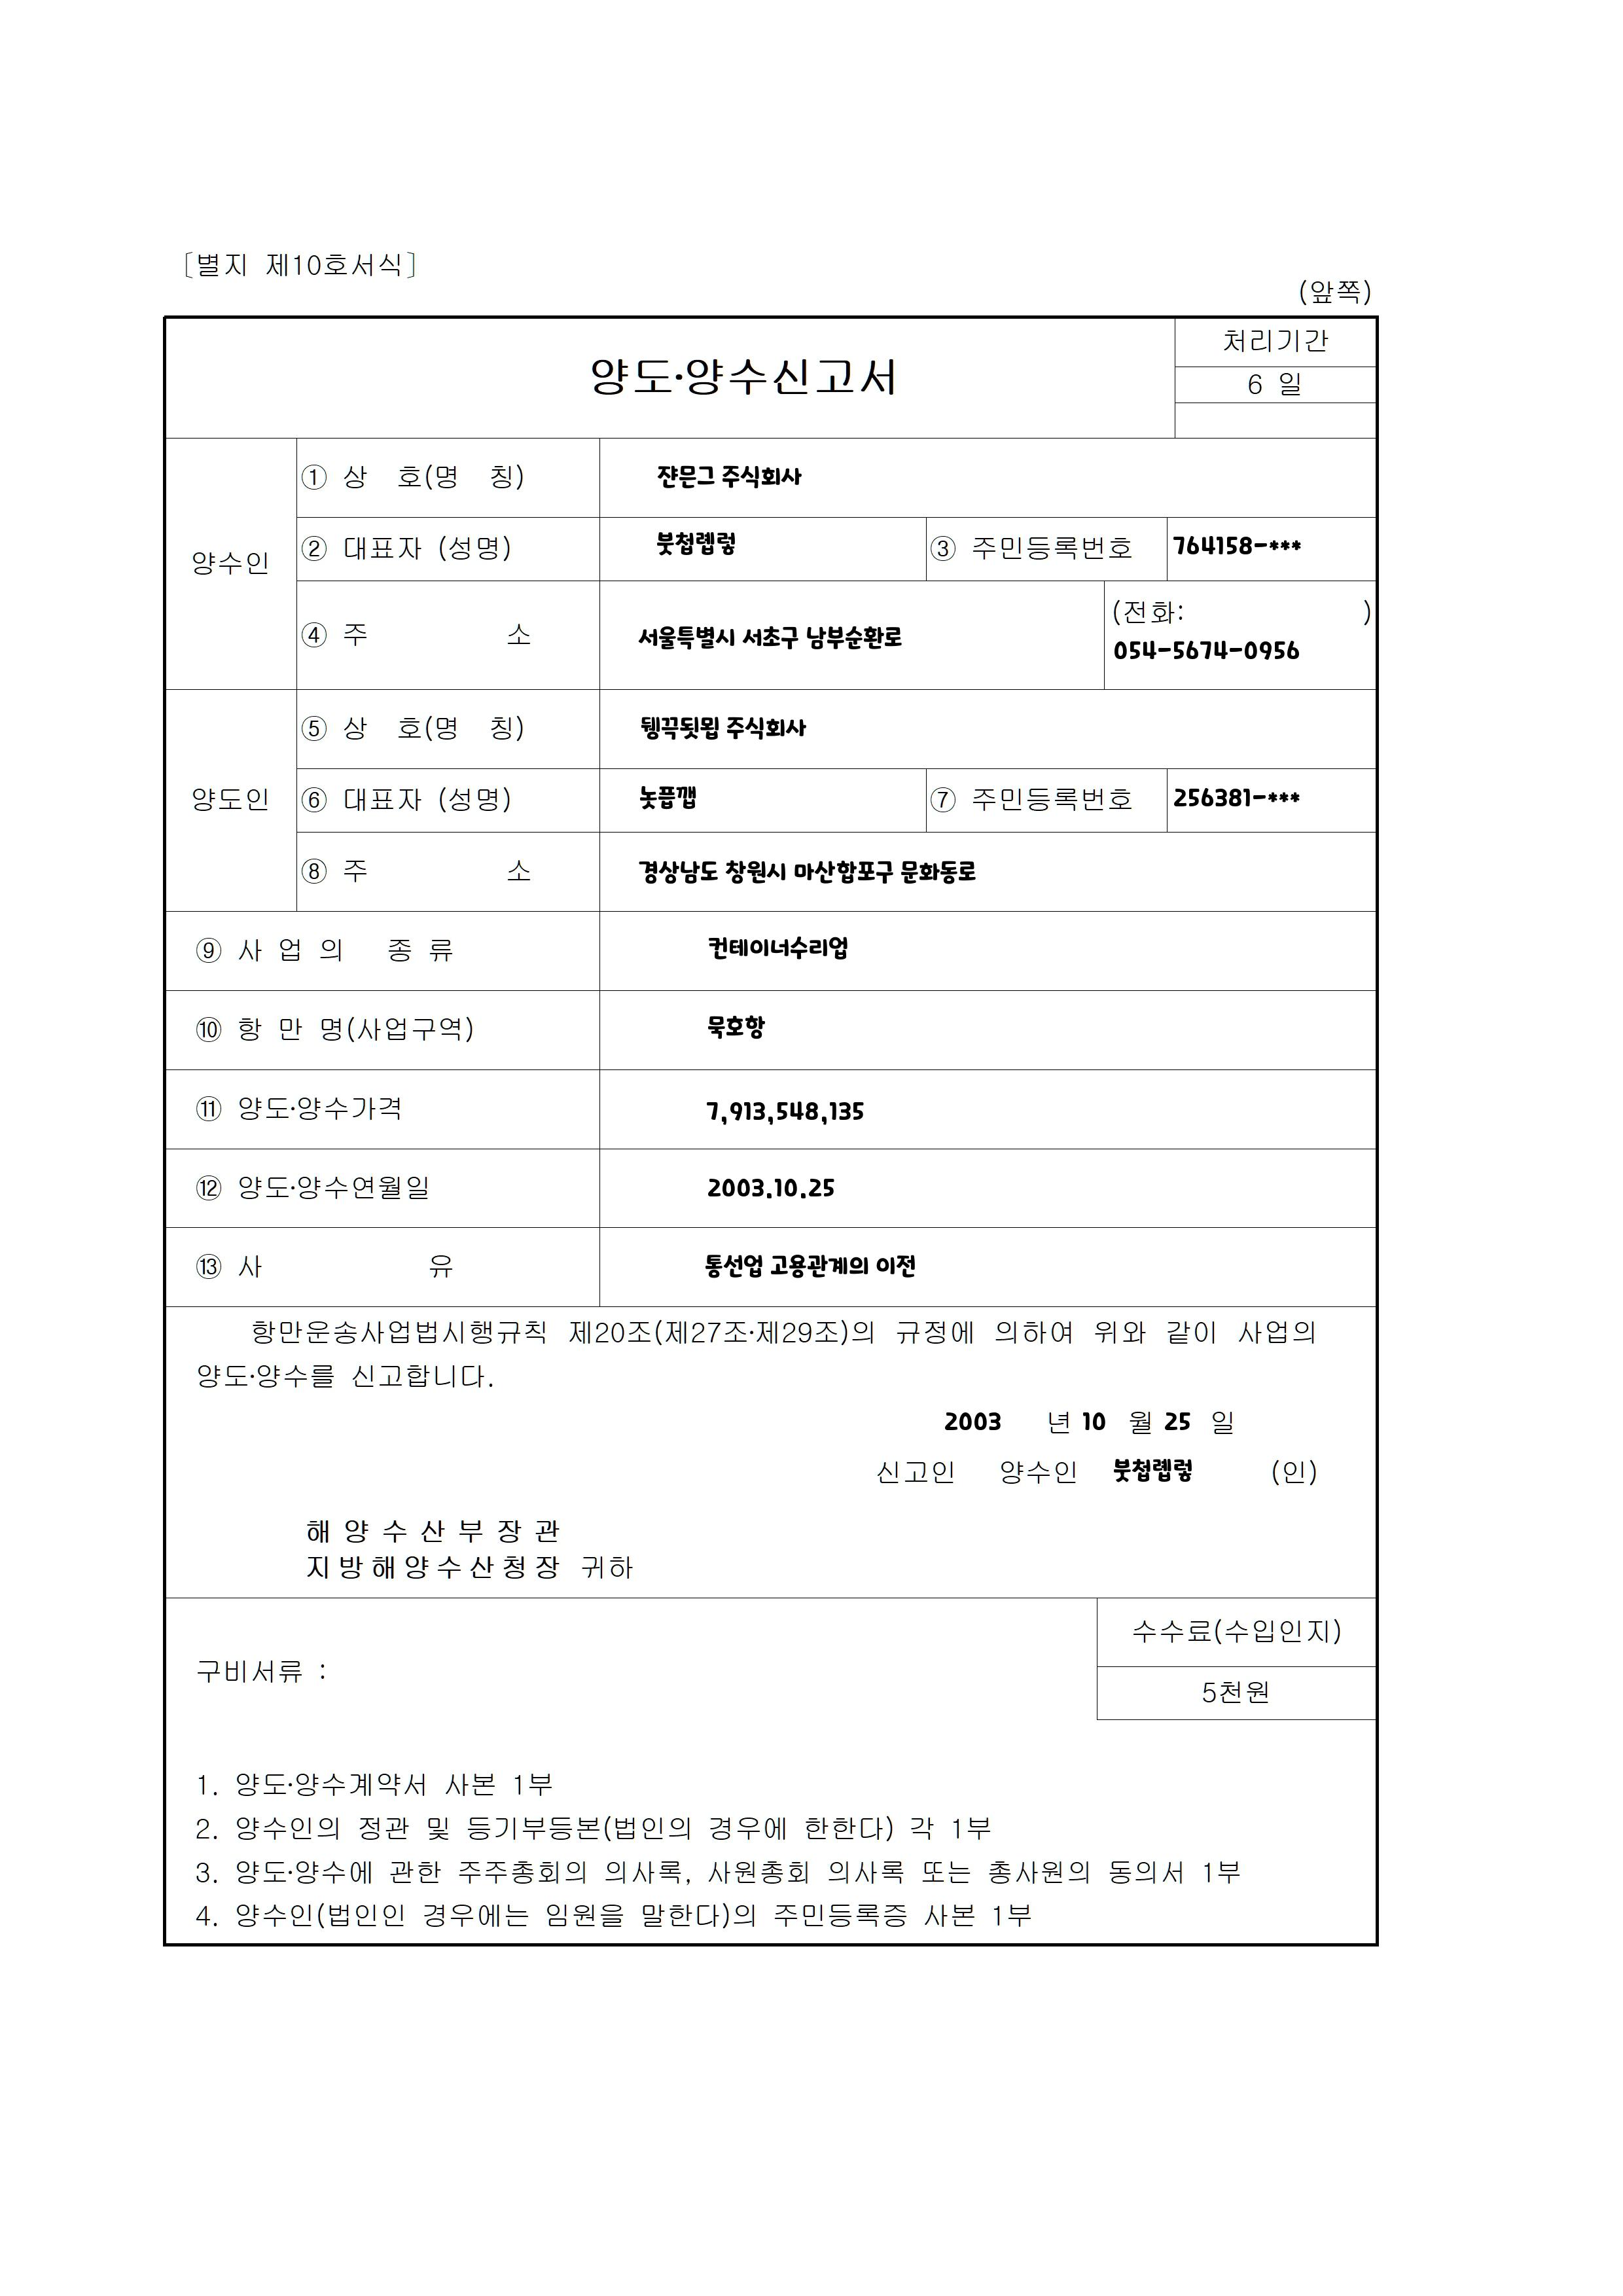 [별지 제10호서식]
(앞쪽)
양도·양수신고서
처리기간
6 일
양수인
① 상 호(명 칭)
쟌믄그 주식회사
② 대표자 (성명)
③ 주민등록번호
764158-***
④ 주 소
서울특별시 서초구 남부순환로
(전화: )
054-5674-0956
양도인
⑤ 상 호(명 칭)
주식회사
⑥ 대표자 (성명)
⑦ 주민등록번호
256381-***
⑧ 주 소
경상남도 창원시 마산합포구 문화동로
⑨ 사 업 의 종 류
컨테이너수리업
⑩ 항 만 명(사업구역)
묵호항
⑪ 양도·양수가격
7,913,548,135
⑫ 양도·양수연월일
2003.10.25
⑬ 사 유
통선업 고용관계의 이전
항만운송사업법시행규칙 제20조(제27조·제29조)의 규정에 의하여 위와 같이 사업의
양도·양수를 신고합니다.
2003 년 10 월 25 일
신고인 양수인 (인)
해 양 수 산 부 장 관
지방해양수산청장 귀하
구비서류 :
수수료(수입인지)
5천원
1. 양도·양수계약서 사본 1부
2. 양수인의 정관 및 등기부등본(법인의 경우에 한한다) 각 1부
3. 양도·양수에 관한 주주총회의 의사록, 사원총회 의사록 또는 총사원의 동의서 1부
4. 양수인(법인인 경우에는 임원을 말한다)의 주민등록증 사본 1부